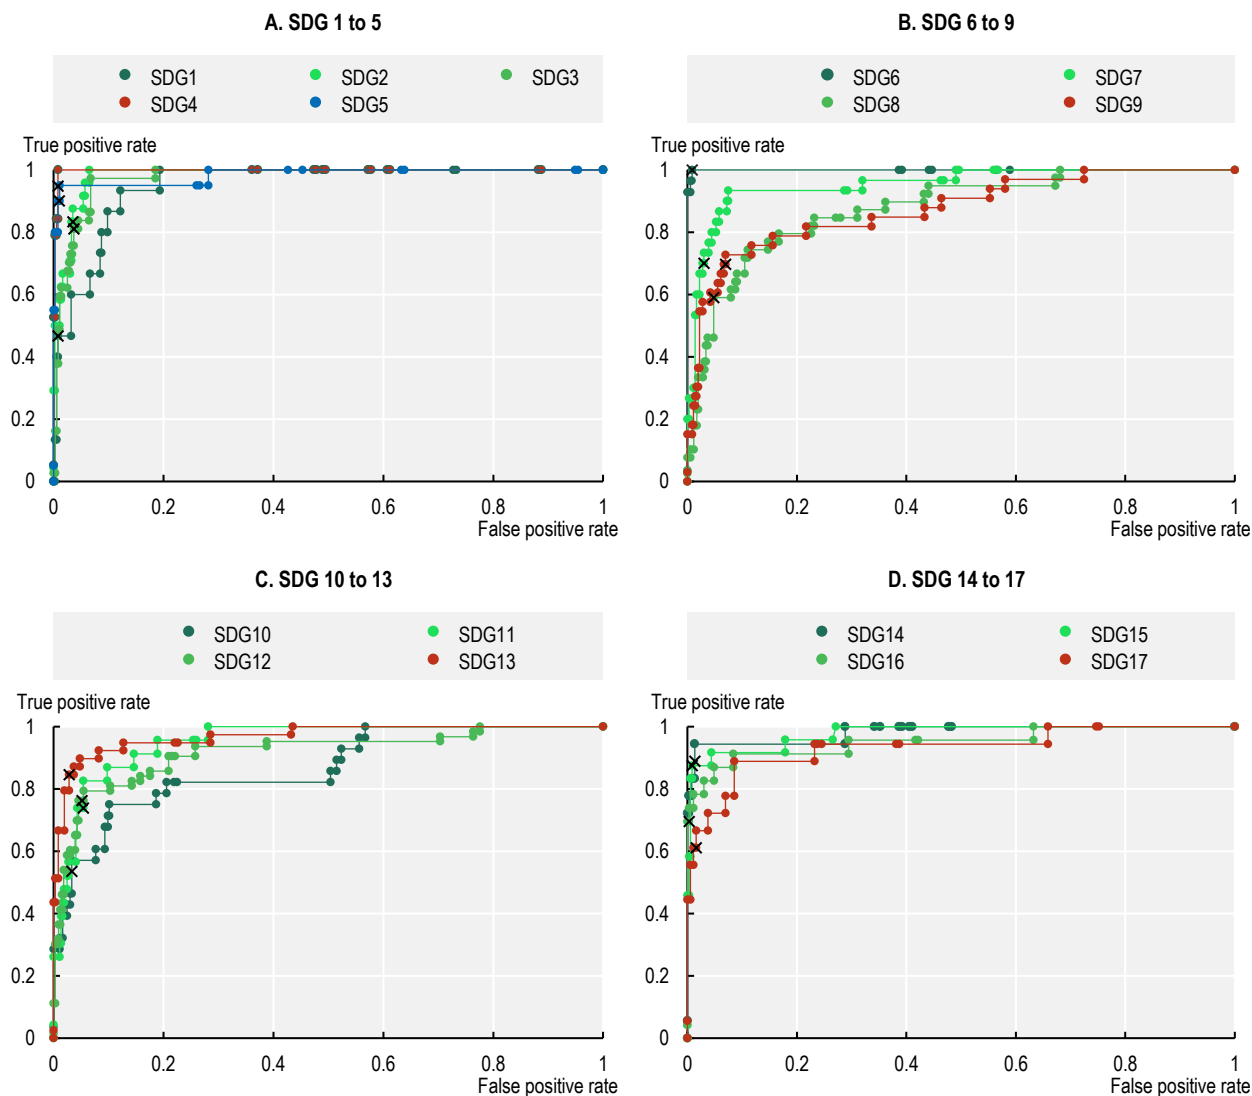 A. SDG 1 to 5
SDG1 SDG2 SDG3
SDG4 SDG5
True positive rate
1
0.8
0.6
0.4
0.2
0
0 0.2 0.4 0.6 0.8 1
False positive rate
B. SDG 6 to 9
SDG6 SDG7
SDG8 SDG9
True positive rate
1
0.8
0.6
0.4
0.2
0
0 0.2 0.4 0.6 0.8 1
False positive rate
C. SDG 10 to 13
SDG10 SDG11
SDG12 SDG13
True positive rate
1
0.8
0.6
0.4
0.2
0
0 0.2 0.4 0.6 0.8 1
False positive rate
D. SDG 14 to 17
SDG14 SDG15
SDG16 SDG17
True positive rate
1
0.8
0.6
0.4
0.2
0
0 0.2 0.4 0.6 0.8 1
False positive rate